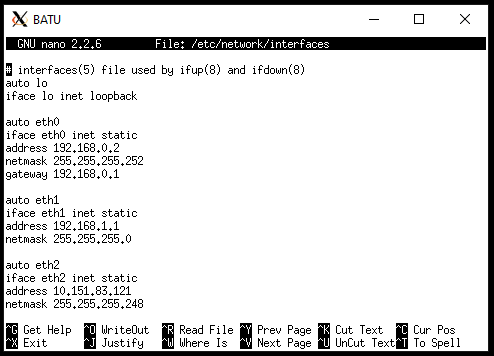 BATU
GNU nano 2.2.6 File: /etc/network/interfaces
# interfaces(5) file used by ifup(8) and ifdown(8)
auto lo
iface lo inet loopback
auto eth0
iface eth0 inet static
address 192.168.0.2
netmask 255.255.255.252
gateway 192.168.0.1
auto eth1
iface eth1 inet static
address 192.168.1.1
netmask 255.255.255.0
auto eth2
iface eth2 inet static
address 10.151.83.121
netmask 255.255.255.248
^G Get Help ^O WriteOut ^R Read File ^Y Prev Page ^K Cut Text ^C Cur Pos
^X Exit ^J Justify ^W Where Is ^V Next Page ^U UnCut Text ^T To Spell